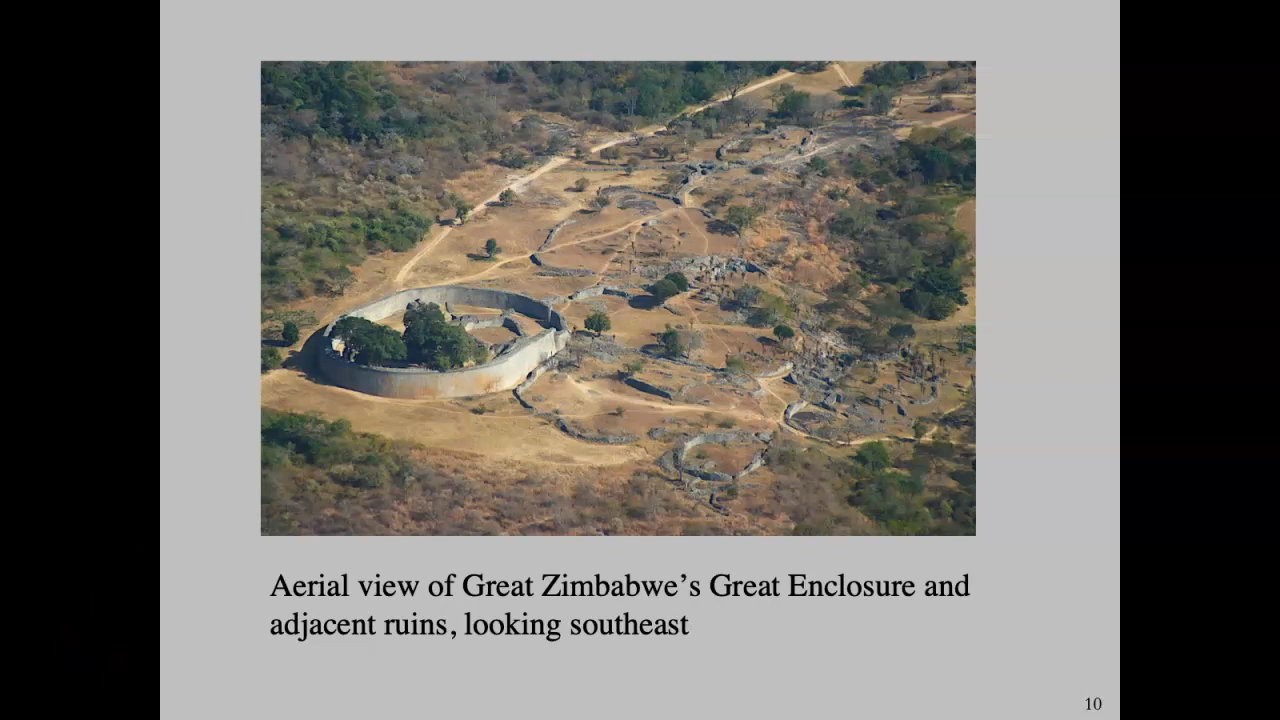 Aerial view of Great Zimbabwe’s Great Enclosure and
adjacent ruins, looking southeast
10